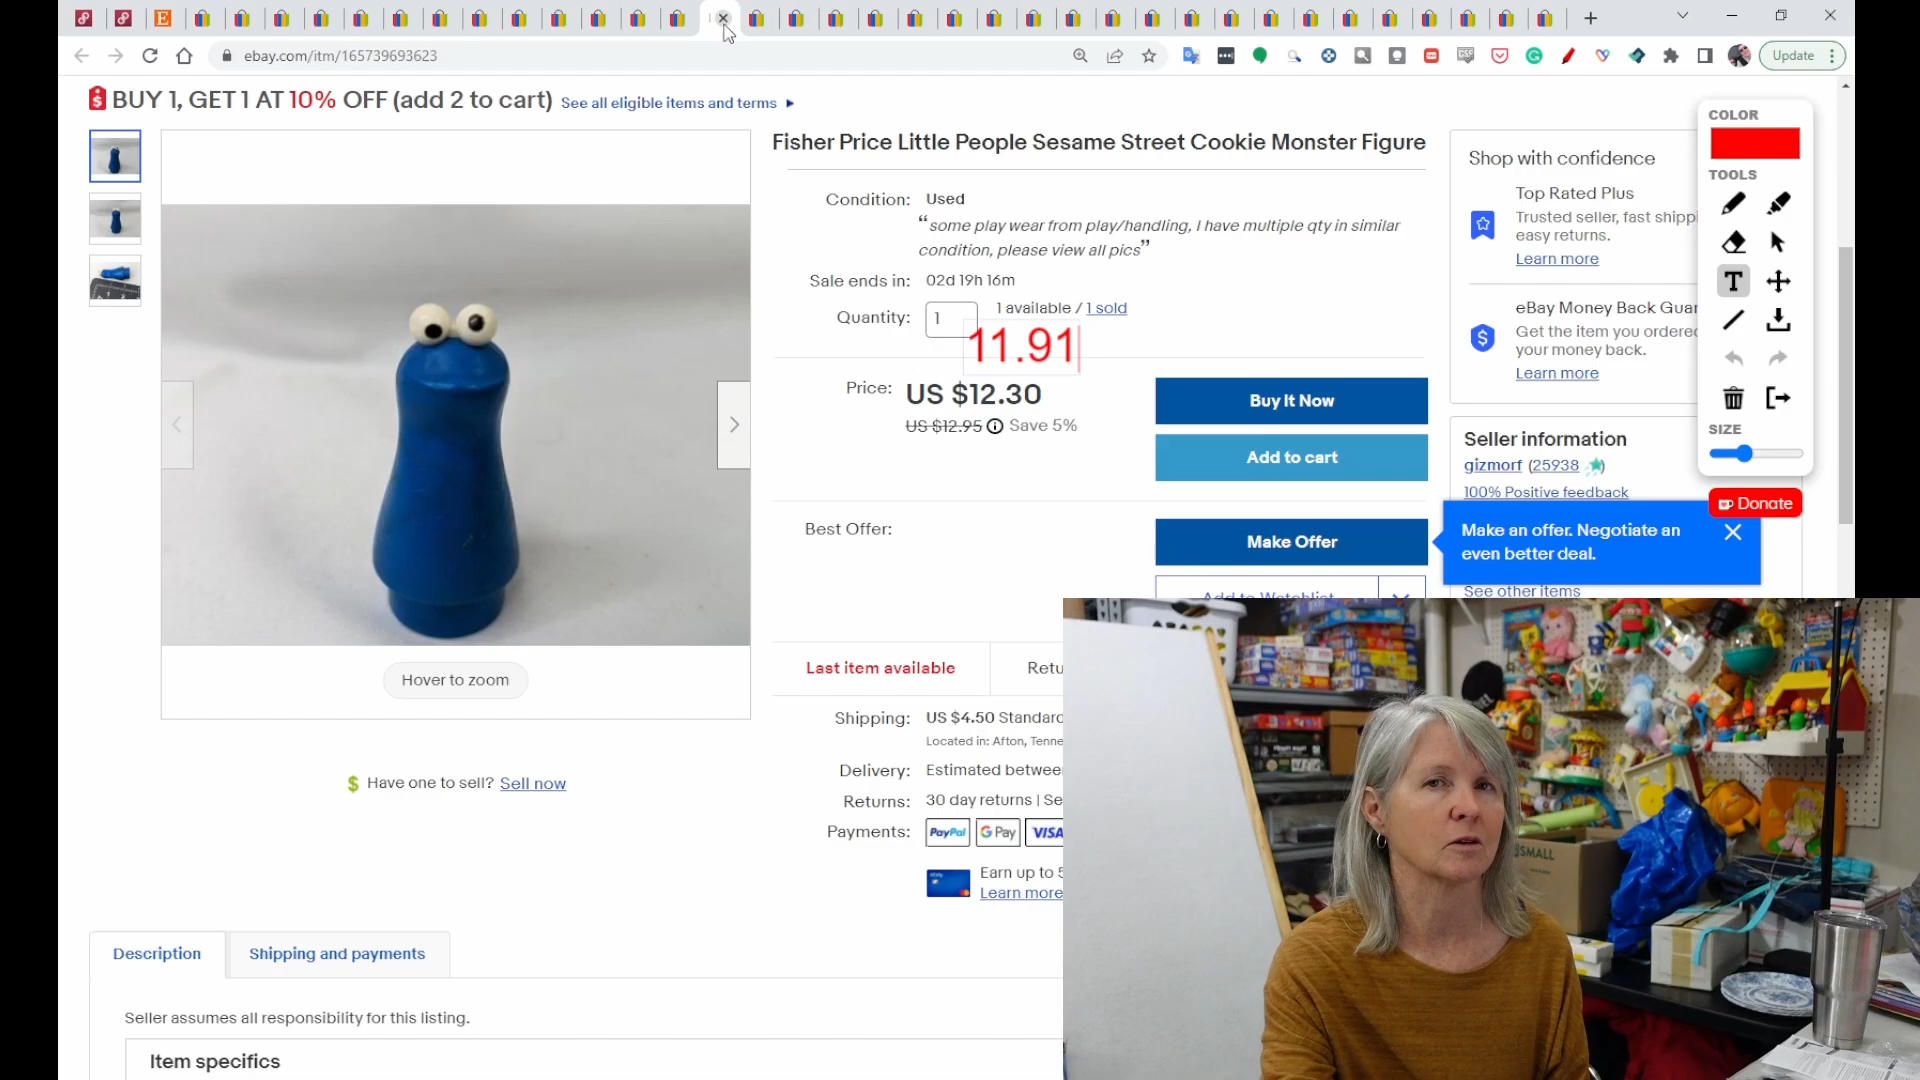 ebay.com/itm/165739693623
Update
BUY 1, GET 1 AT 10% OFF (add 2 to cart) See all eligible items and terms
Fisher Price Little People Sesame Street Cookie Monster Figure
Condition: Used
“some play wear from play/handling, I have multiple qty in similar
condition, please view all pics”
Sale ends in: 02d 19h 16m
Quantity: 1 1 available / 1 sold
11.91
Price: US $12.30
US $12.95 Save 5%
Buy It Now
Add to cart
Best Offer:
Make Offer
Add to Watchlist
Hover to zoom
Have one to sell? Sell now
Last item available
Shipping: US $4.50
Located in: Afton,
Delivery: Estimated
Returns: 30 day returns |
Payments: PayPal G Pay VISA
Earn up to
Learn more
Shop with confidence
Top Rated Plus
Trusted seller, fast
easy returns.
Learn more
eBay Money Back
Get the item you
your money back.
Learn more
Seller information
gizmorf (25938)
100% Positive feedback
Make an offer. Negotiate an
even better deal.
See other items
COLOR
TOOLS
T
SIZE
Donate
Description
Shipping and payments
Seller assumes all responsibility for this listing.
Item specifics
SMALL